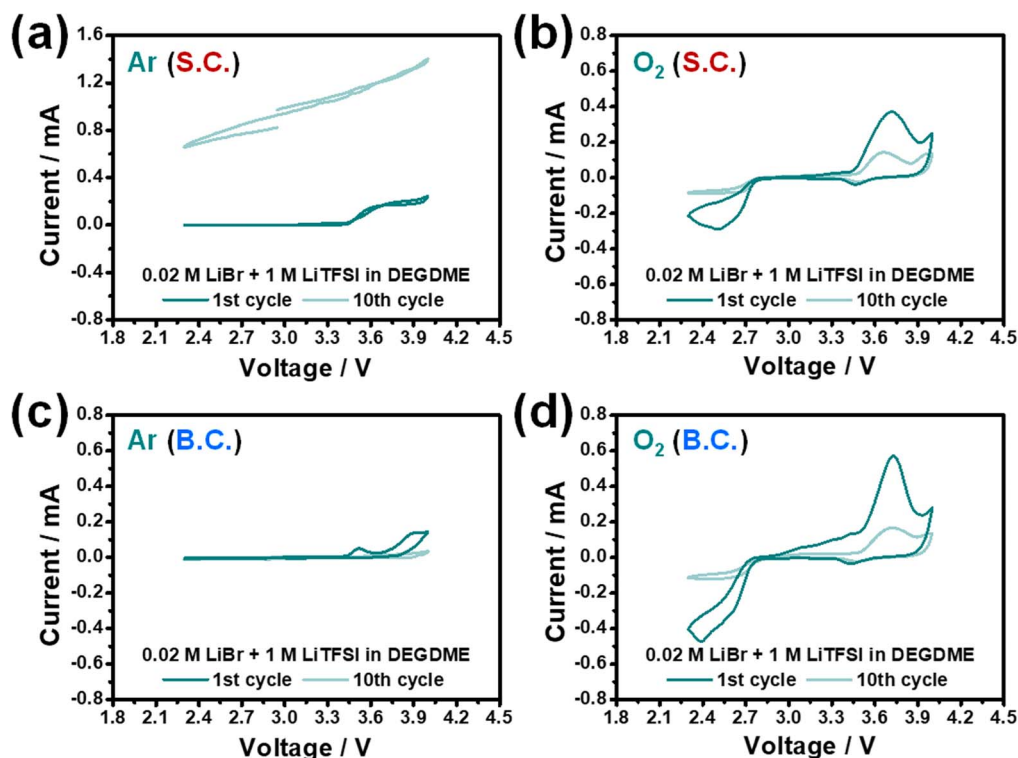 (a)
Ar (S.C.)
Current / mA
1.6
1.2
0.8
0.4
0.0
-0.4
-0.8
0.02 M LiBr + 1 M LiTFSI in DEGDME
1st cycle 10th cycle
1.8 2.1 2.4 2.7 3.0 3.3 3.6 3.9 4.2 4.5
Voltage / V
(b)
O2 (S.C.)
Current / mA
0.8
0.6
0.4
0.2
0.0
-0.2
-0.4
-0.6
-0.8
0.02 M LiBr + 1 M LiTFSI in DEGDME
1st cycle 10th cycle
1.8 2.1 2.4 2.7 3.0 3.3 3.6 3.9 4.2 4.5
Voltage / V
(c)
Ar (B.C.)
Current / mA
0.8
0.6
0.4
0.2
0.0
-0.2
-0.4
-0.6
-0.8
0.02 M LiBr + 1 M LiTFSI in DEGDME
1st cycle 10th cycle
1.8 2.1 2.4 2.7 3.0 3.3 3.6 3.9 4.2 4.5
Voltage / V
(d)
O2 (B.C.)
Current / mA
0.8
0.6
0.4
0.2
0.0
-0.2
-0.4
-0.6
-0.8
0.02 M LiBr + 1 M LiTFSI in DEGDME
1st cycle 10th cycle
1.8 2.1 2.4 2.7 3.0 3.3 3.6 3.9 4.2 4.5
Voltage / V